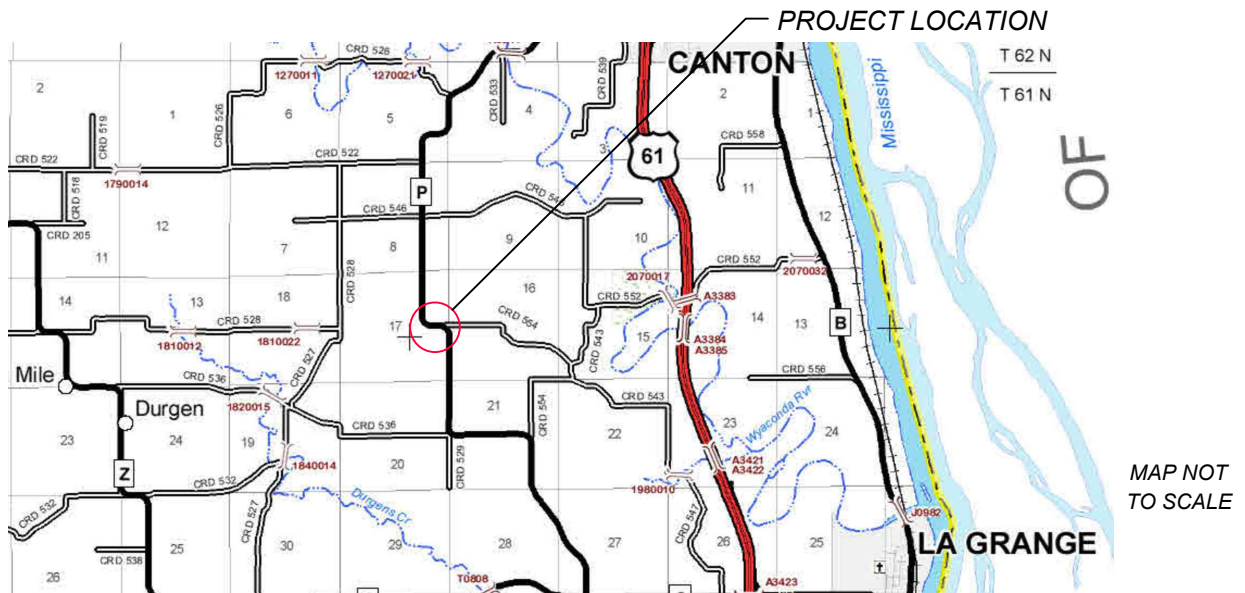 PROJECT LOCATION
CANTON
T 62 N
T 61 N
Mississippi
OF
CRD 526
1270011
1270021
CRD 533
CRD 539
2
1
6
5
4
3
2
1
CRD 519
CRD 526
CRD 522
CRD 522
1790014
CRD 518
61
CRD 558
P
CRD 546
CRD 546
CRD 205
11
12
7
8
9
10
11
12
CRD 528
2070017
CRD 552
CRD 552
2070032
A3383
14
13
18
17
16
15
14
13
B
CRD 528
1810012
1810022
CRD 527
CRD 554
CRD 543
A3384
A3385
Mile
CRD 536
1820015
CRD 556
Durgen
CRD 536
CRD 554
CRD 543
Wyaconda Rvr
23
24
19
20
21
22
23
24
Z
1840014
CRD 529
A3421
A3422
CRD 532
CRD 532
CRD 527
1980010
CRD 547
Durgens Cr
J0982
LA GRANGE
MAP NOT
TO SCALE
CRD 538
26
25
30
29
28
27
26
25
T0808
A3423